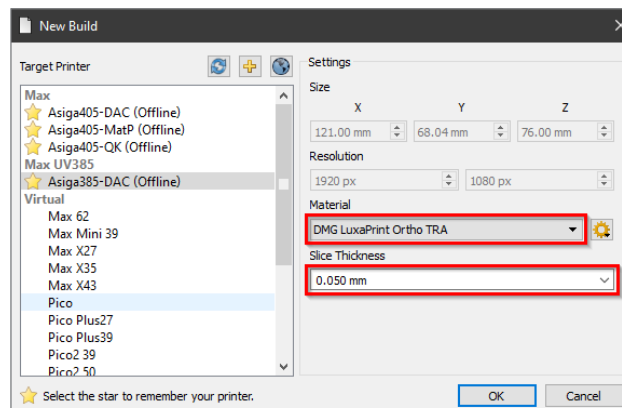 New Build
Target Printer
Max
Asiga405-DAC (Offline)
Asiga405-MatP (Offline)
Asiga405-QK (Offline)
Max UV385
Asiga385-DAC (Offline)
Virtual
Max 62
Max Mini 39
Max X27
Max X35
Max X43
Pico
Pico Plus27
Pico Plus39
Pico2 39
Pico2 50
Select the star to remember your printer.
Settings
Size
X Y Z
121.00 mm 68.04 mm 76.00 mm
Resolution
1920 px 1080 px
Material
DMG LuxaPrint Ortho TRA
Slice Thickness
0.050 mm
OK Cancel